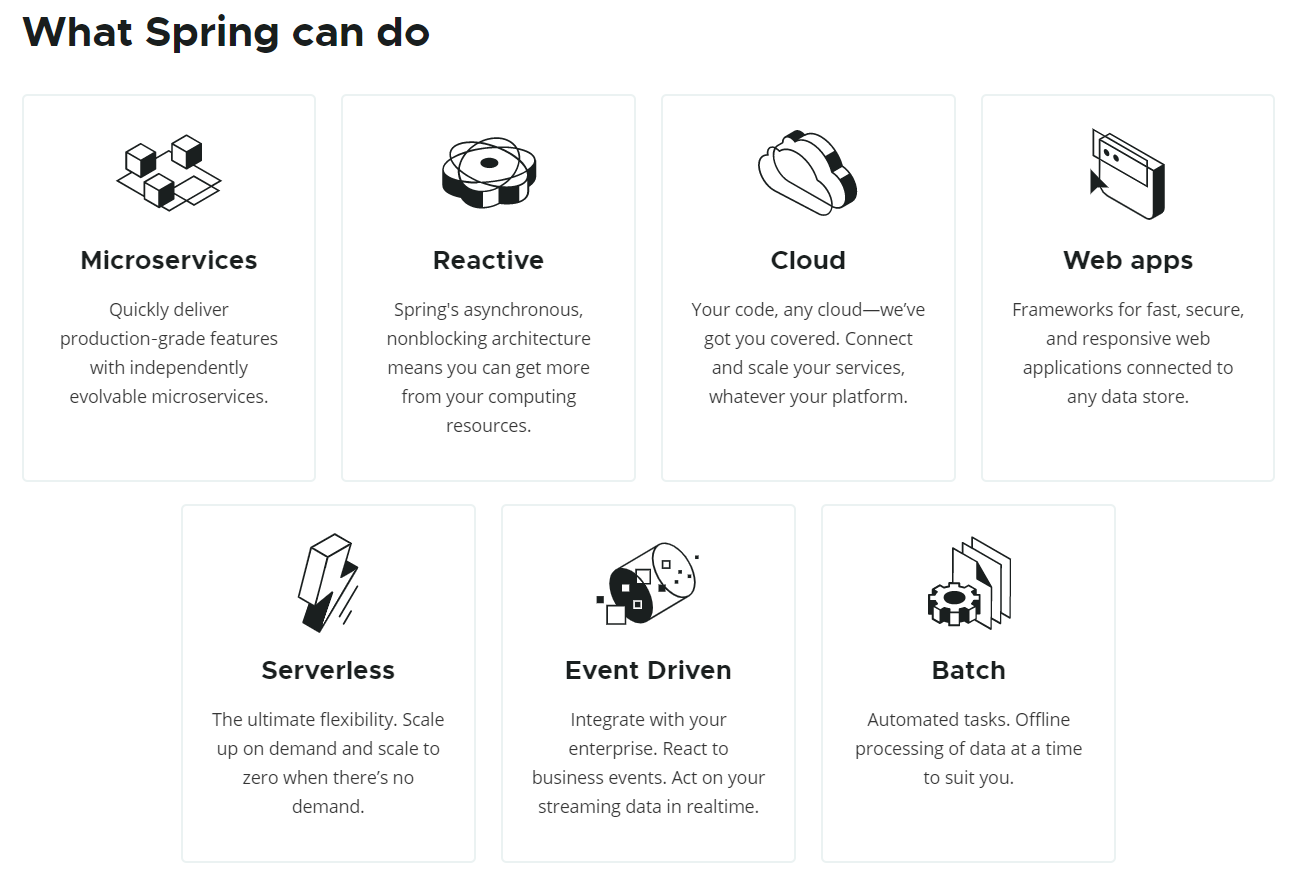 What Spring can do
Microservices
Quickly deliver
production-grade features
with independently
evolvable microservices.
Reactive
Spring's asynchronous,
nonblocking architecture
means you can get more
from your computing
resources.
Cloud
Your code, any cloud—we’ve
got you covered. Connect
and scale your services,
whatever your platform.
Web apps
Frameworks for fast, secure,
and responsive web
applications connected to
any data store.
Serverless
The ultimate flexibility. Scale
up on demand and scale to
zero when there’s no
demand.
Event Driven
Integrate with your
enterprise. React to
business events. Act on your
streaming data in realtime.
Batch
Automated tasks. Offline
processing of data at a time
to suit you.